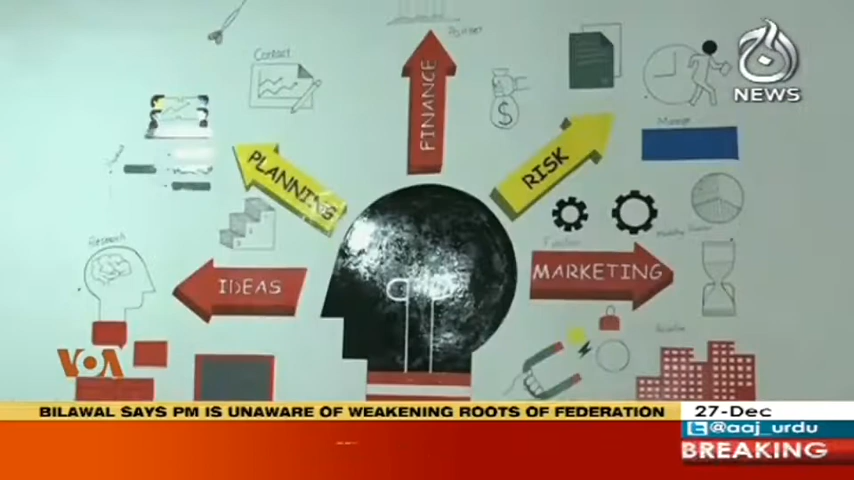 Contact
FINANCE
NEWS
PLANNING
RISK
Research
IDEAS
MARKETING
VOA
BILAWAL SAYS PM IS UNAWARE OF WEAKENING ROOTS OF FEDERATION
27-Dec
@aaj_urdu
BREAKING